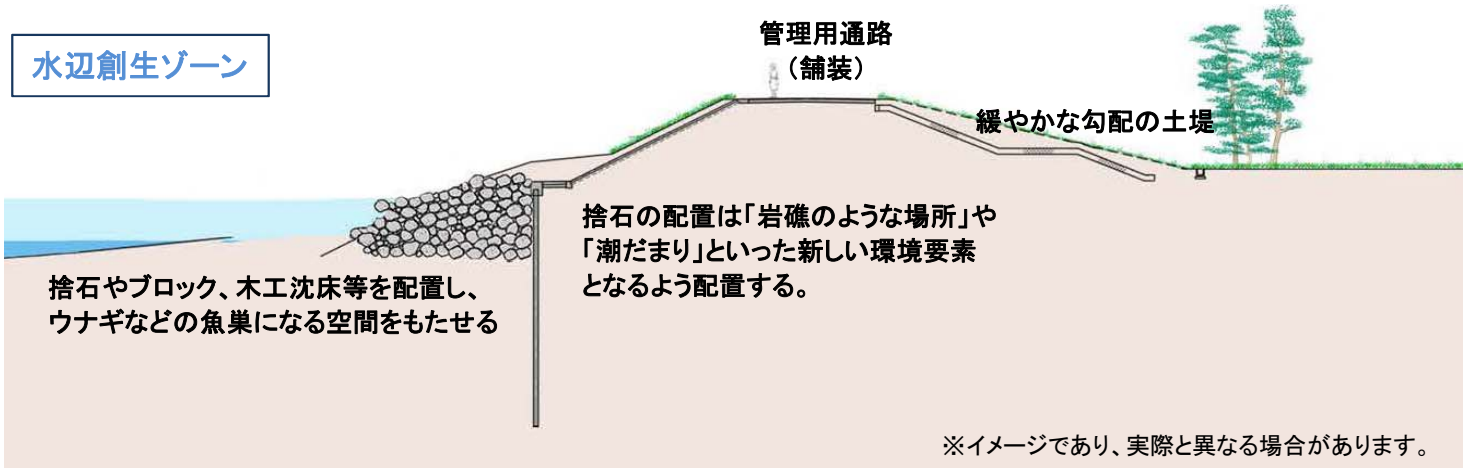 水辺創生ゾーン
管理用通路
（舗装）
緩やかな勾配の土堤
捨石の配置は「岩礁のような場所」や
「潮だまり」といった新しい環境要素
となるよう配置する。
捨石やブロック、木工沈床等を配置し、
ウナギなどの魚巣になる空間をもたせる
※イメージであり、実際と異なる場合があります。